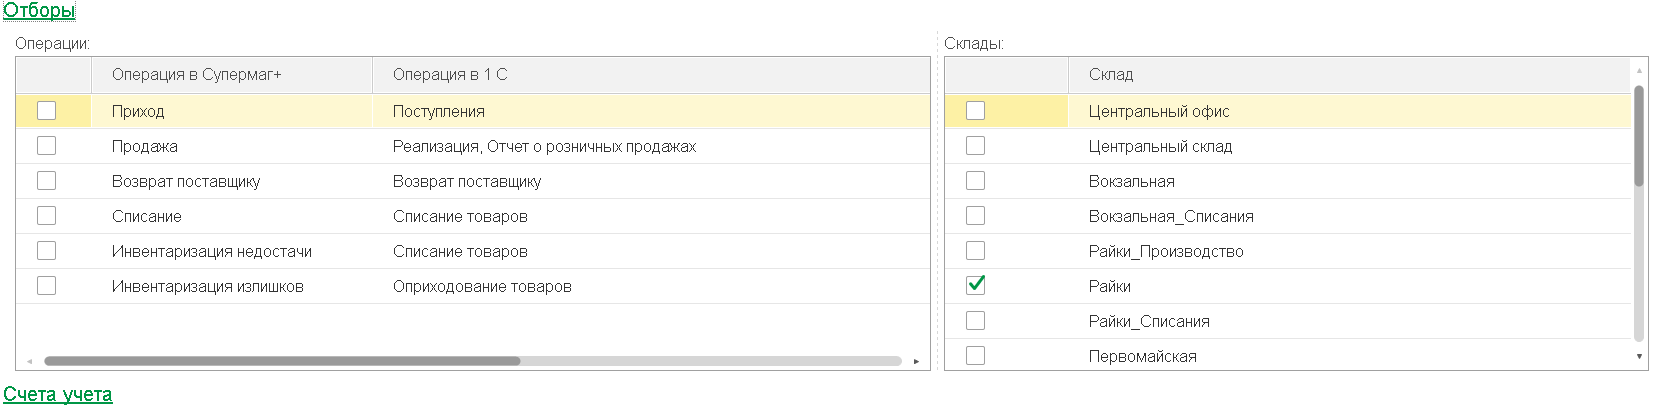 Отборы
Операции:
Операция в Супермаг+ Операция в 1 С
Приход Поступления
Продажа Реализация, Отчет о розничных продажах
Возврат поставщику Возврат поставщику
Списание Списание товаров
Инвентаризация недостачи Списание товаров
Инвентаризация излишков Оприходование товаров
Склады:
Склад
Центральный офис
Центральный склад
Вокзальная
Вокзальная_Списания
Райки_Производство
Райки
Райки_Списания
Первомайская
Счета учета